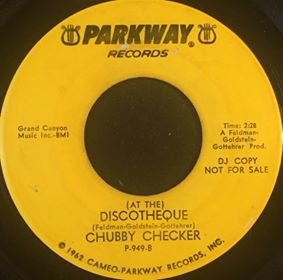 PARKWAY®
RECORDS
Grand Canyon
Music Inc.-BMI
Time: 2:28
A Feldman-
Goldstein-
Gottehrer Prod.
DJ COPY
NOT FOR SALE
(AT THE)
DISCOTHEQUE
(Feldman-Goldstein-Gottehrer)
CHUBBY CHECKER
P-949-B
© 1962 CAMEO-PARKWAY RECORDS, INC.